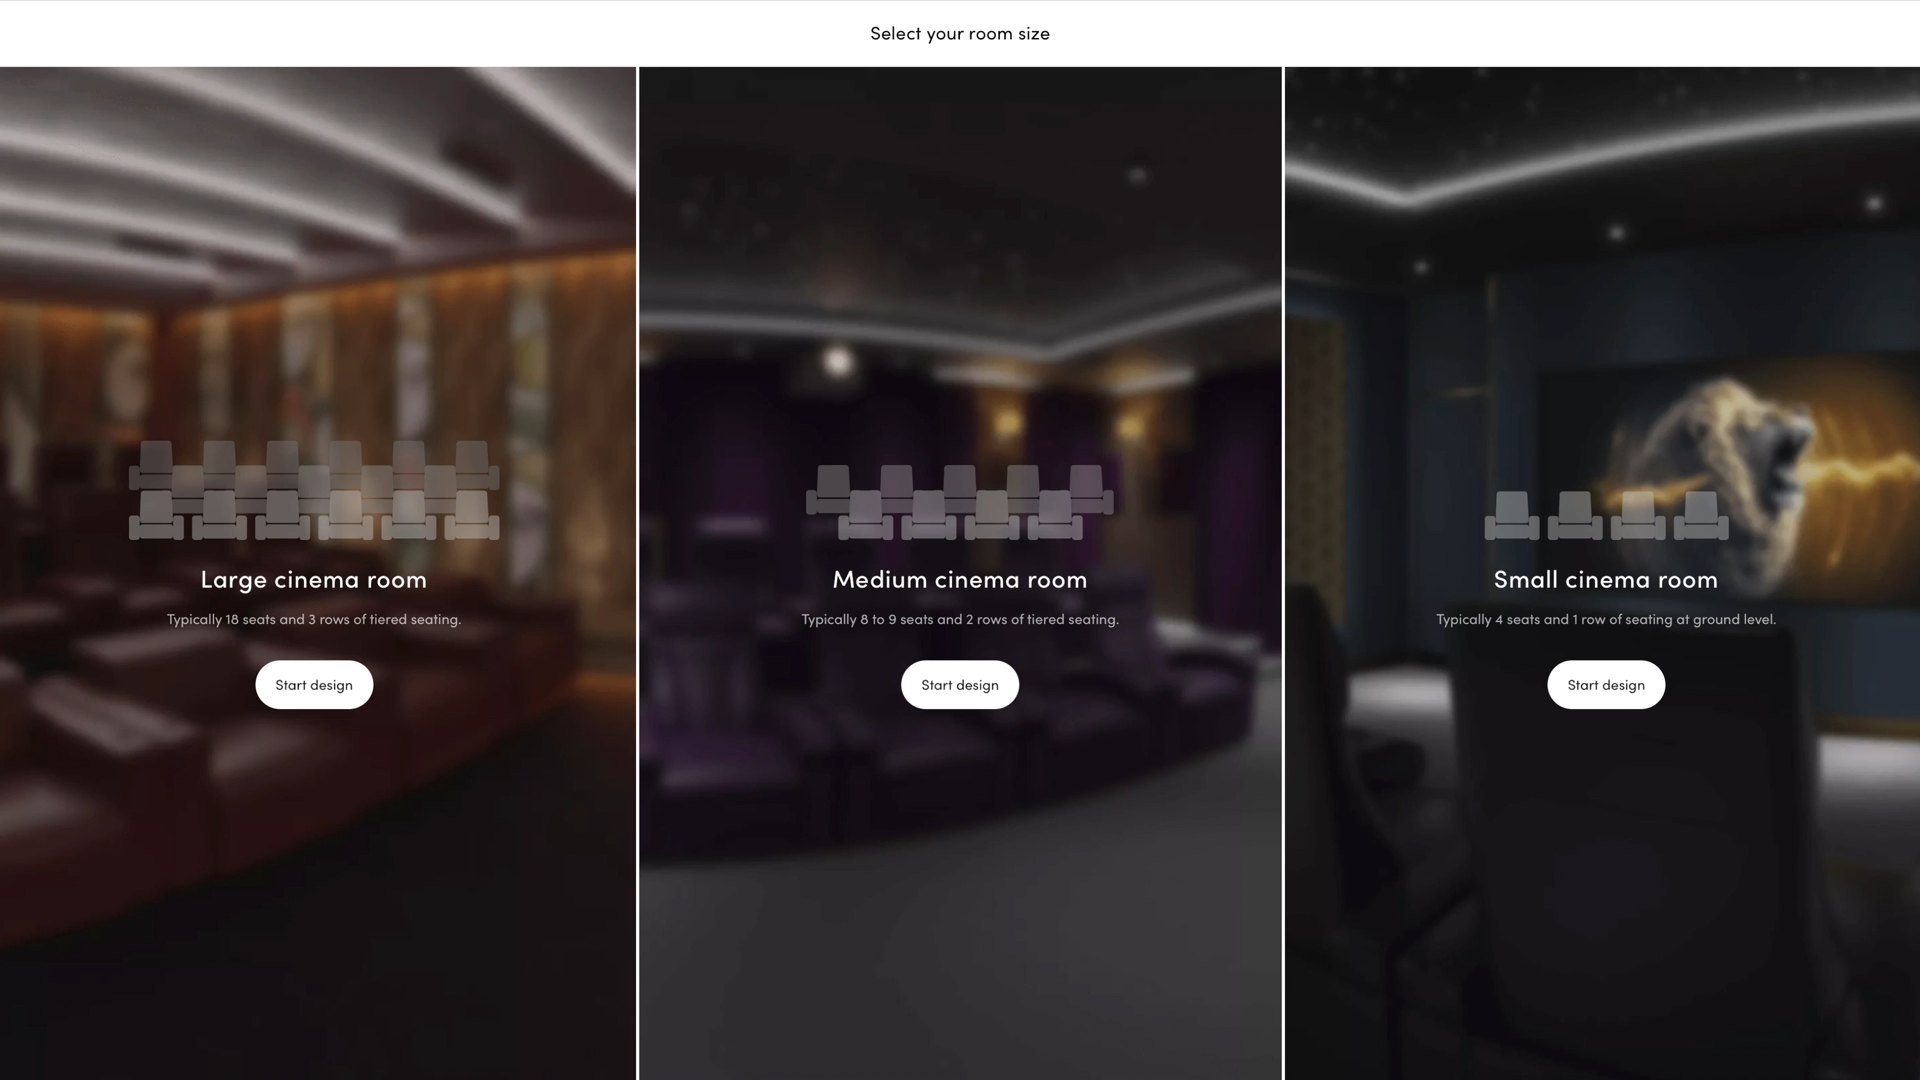 Select your room size
Large cinema room
Typically 18 seats and 3 rows of tiered seating.
Start design
Medium cinema room
Typically 8 to 9 seats and 2 rows of tiered seating.
Start design
Small cinema room
Typically 4 seats and 1 row of seating at ground level.
Start design